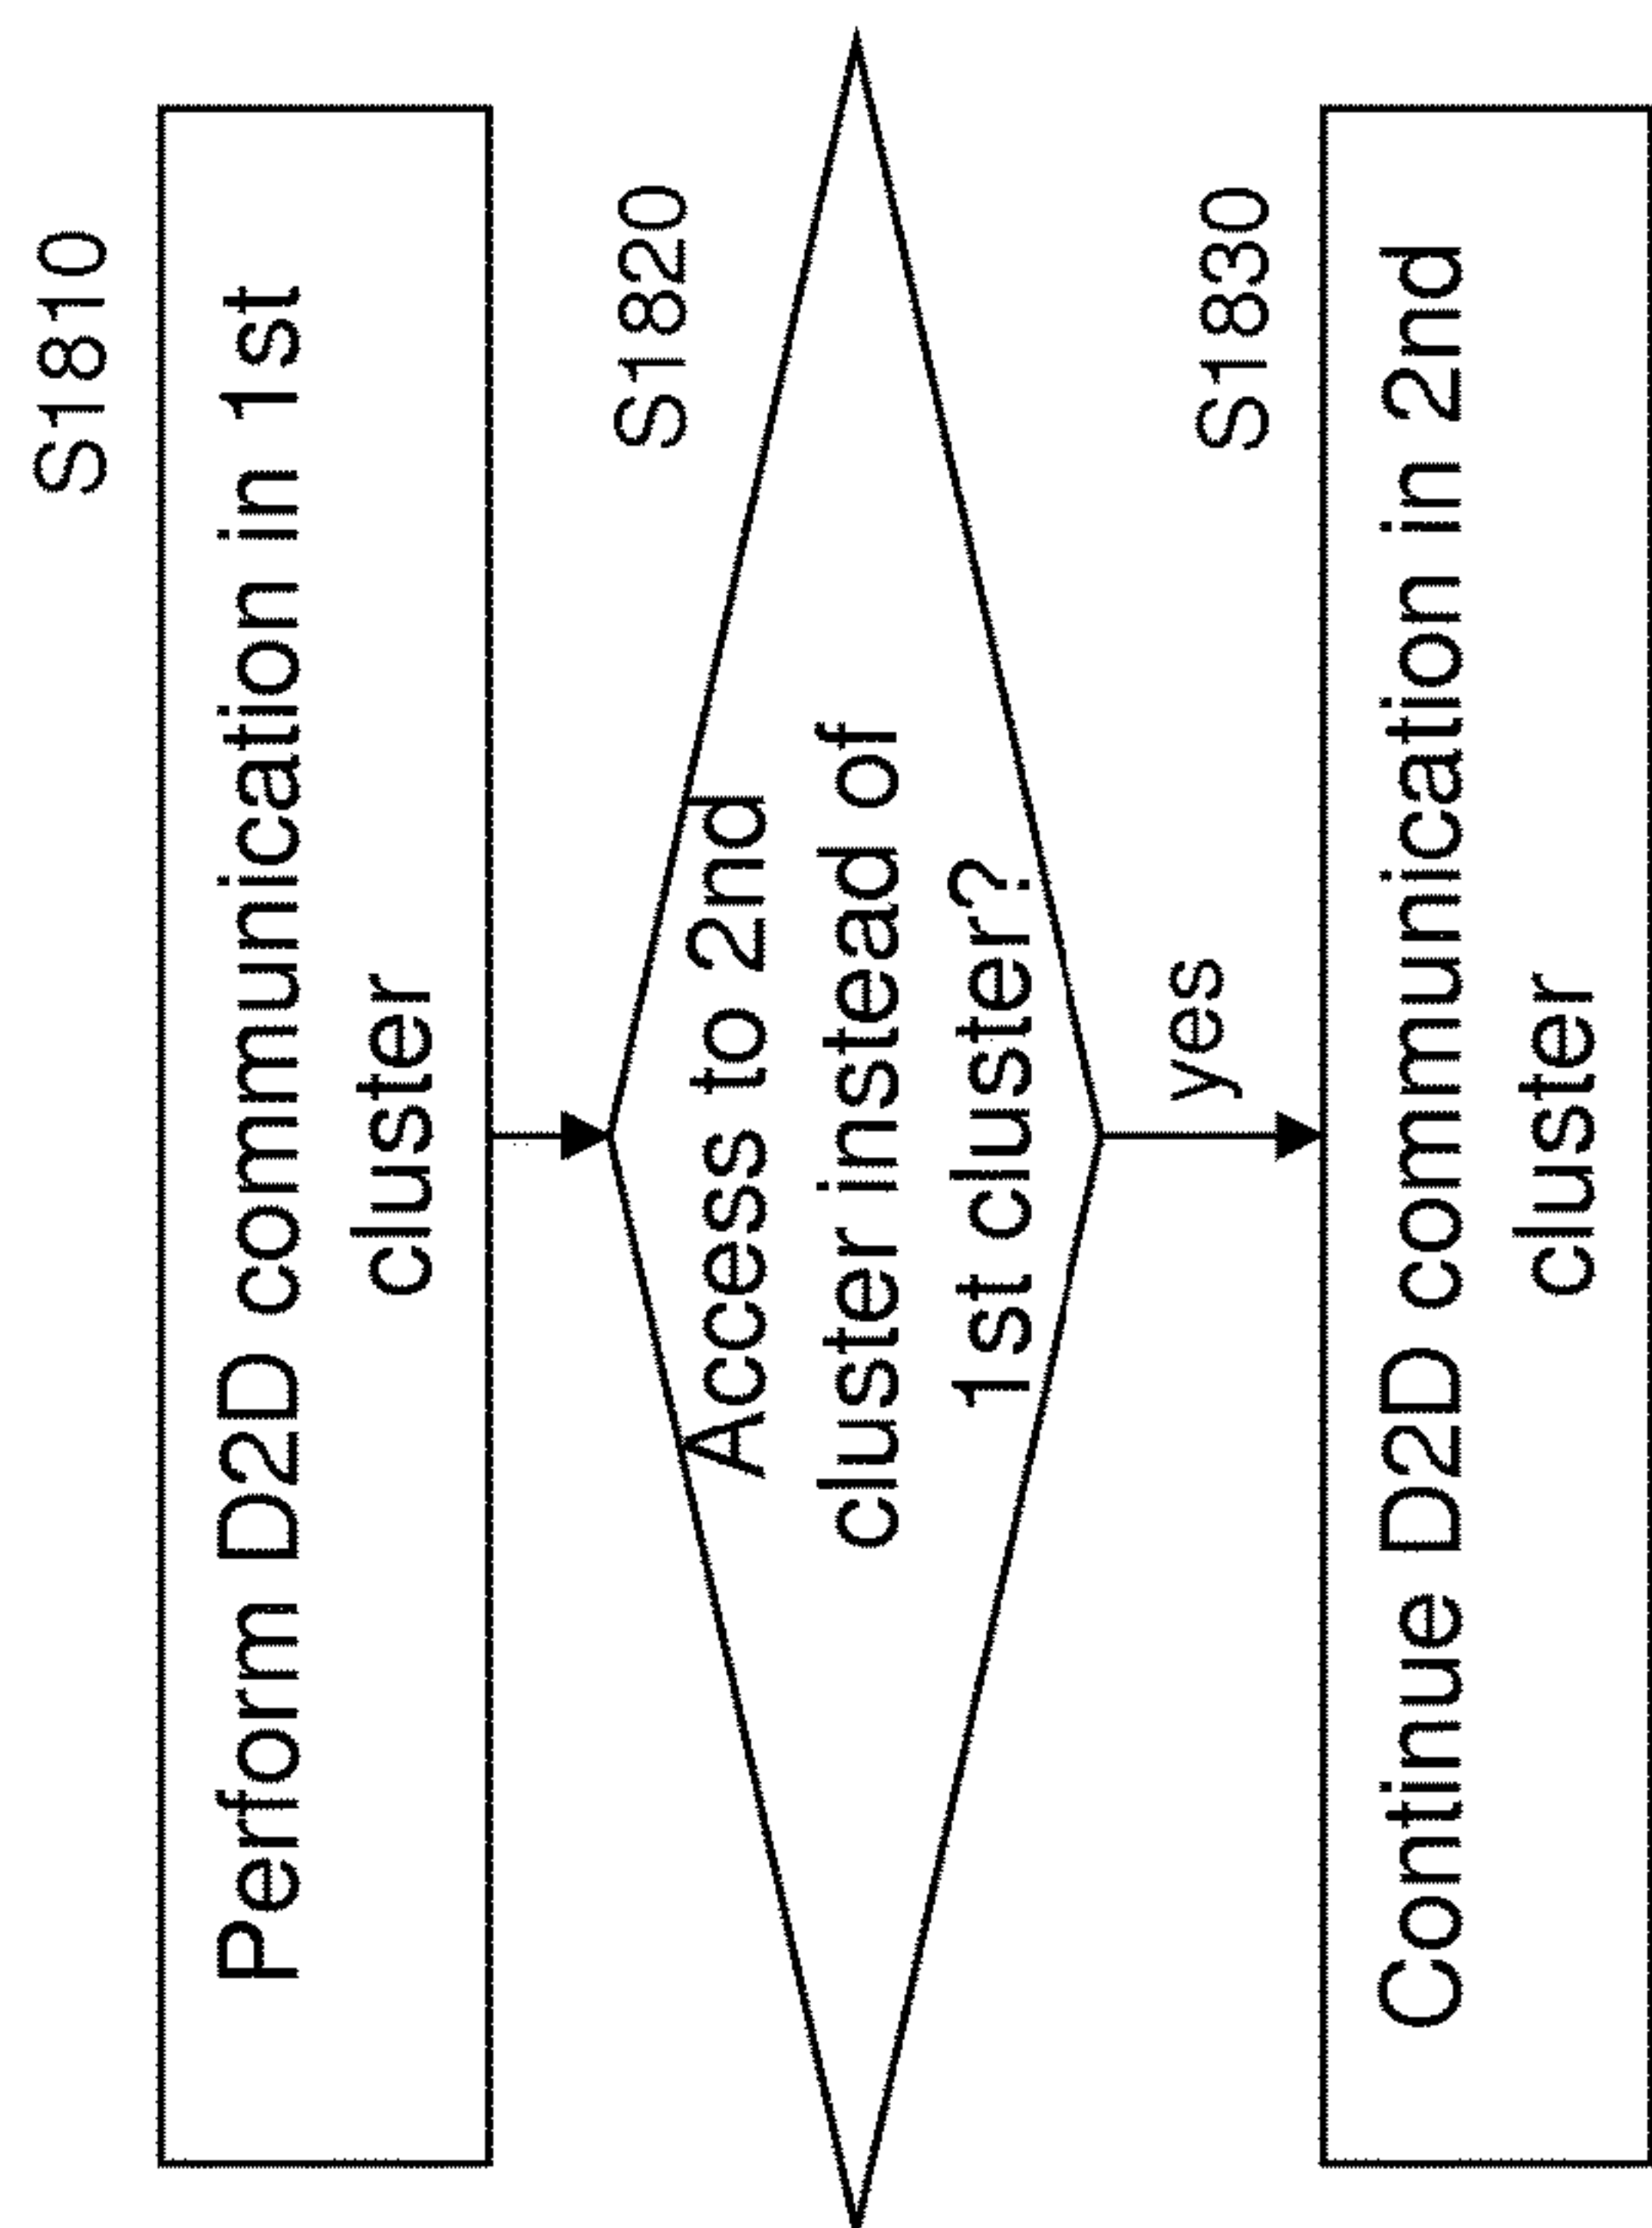 S1810
Perform D2D communication in 1st
cluster
S1820
Access to 2nd
cluster instead of
1st cluster?
yes
S1830
Continue D2D communication in 2nd
cluster